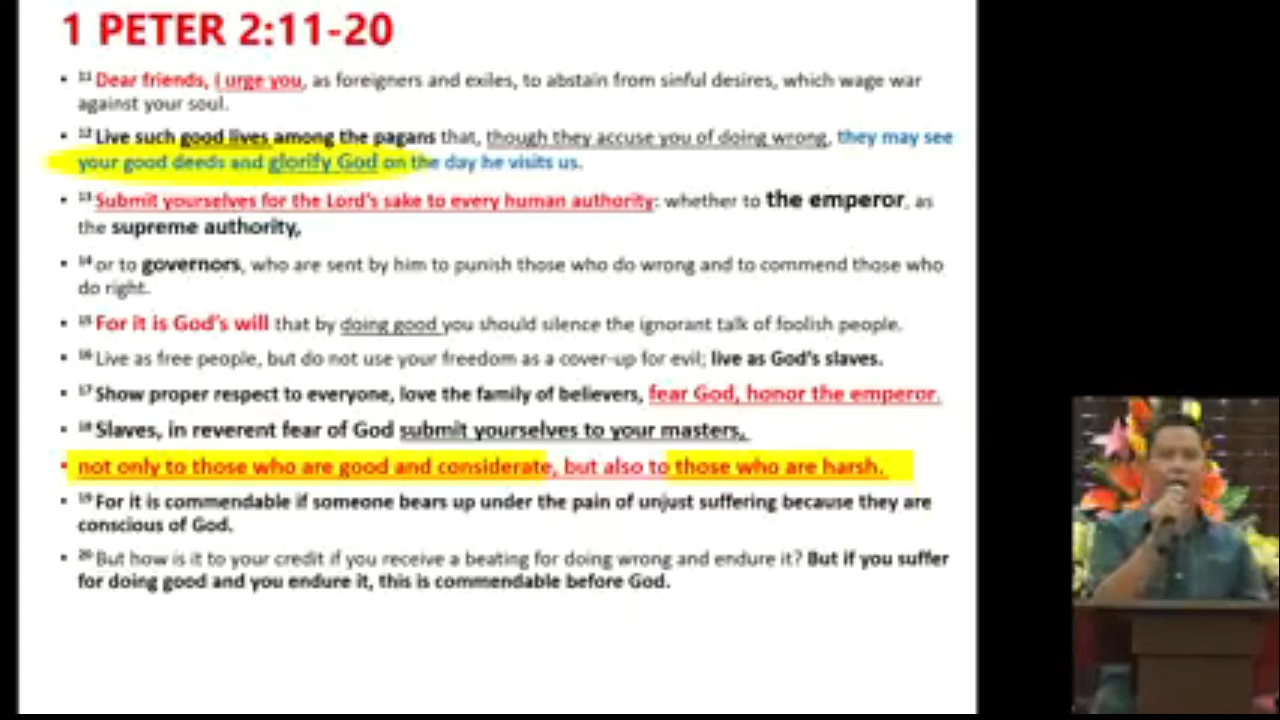 1 PETER 2:11-20
• 11 Dear friends, I urge you, as foreigners and exiles, to abstain from sinful desires, which wage war
against your soul.
• 12 Live such good lives among the pagans that, though they accuse you of doing wrong, they may see
your good deeds and glorify God on the day he visits us.
• 13 Submit yourselves for the Lord's sake to every human authority: whether to the emperor, as
the supreme authority,
• 14 or to governors, who are sent by him to punish those who do wrong and to commend those who
do right.
• 15 For it is God's will that by doing good you should silence the ignorant talk of foolish people.
• 16 Live as free people, but do not use your freedom as a cover-up for evil; live as God's slaves.
• 17 Show proper respect to everyone, love the family of believers, fear God, honor the emperor.
• 18 Slaves, in reverent fear of God submit yourselves to your masters,
• not only to those who are good and considerate, but also to those who are harsh.
• 19 For it is commendable if someone bears up under the pain of unjust suffering because they are
conscious of God.
• 20 But how is it to your credit if you receive a beating for doing wrong and endure it? But if you suffer
for doing good and you endure it, this is commendable before God.